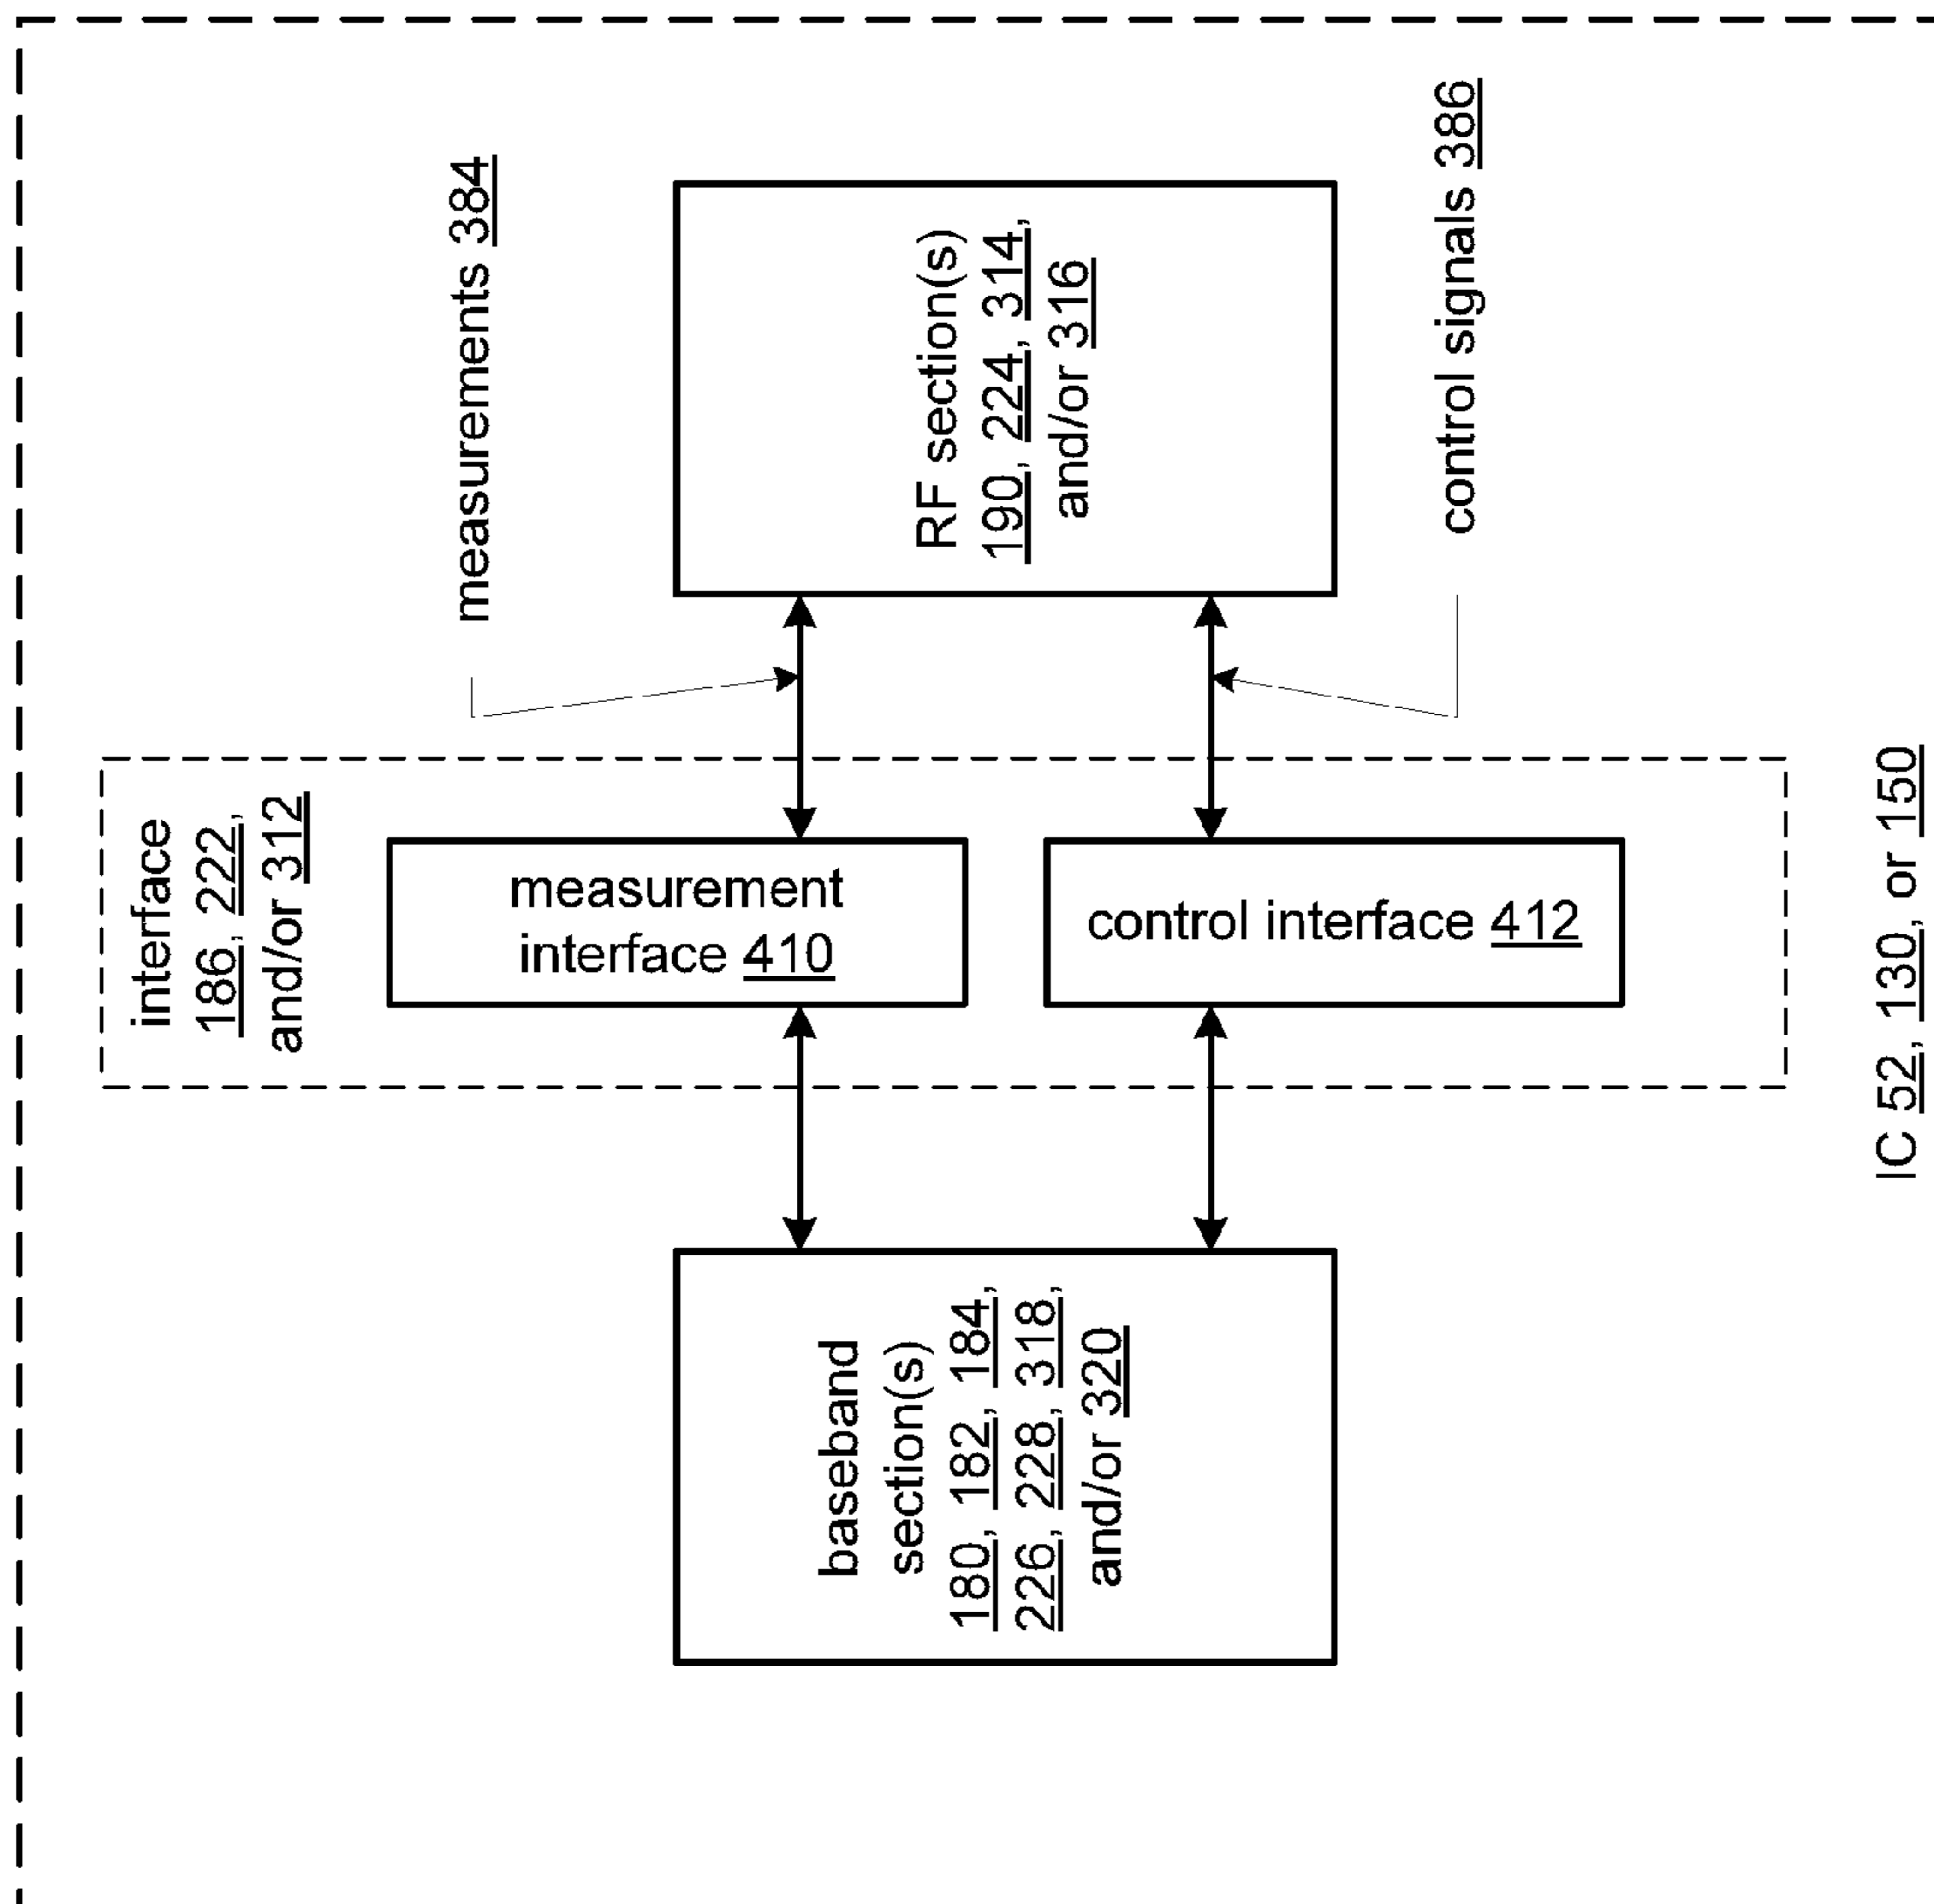 measurements 384
RF section(s)
190, 224, 314,
and/or 316
control signals 386
interface
186, 222,
and/or 312
measurement
interface 410
control interface 412
baseband
section(s)
180, 182, 184,
226, 228, 318,
and/or 320
IC 52, 130, or 150